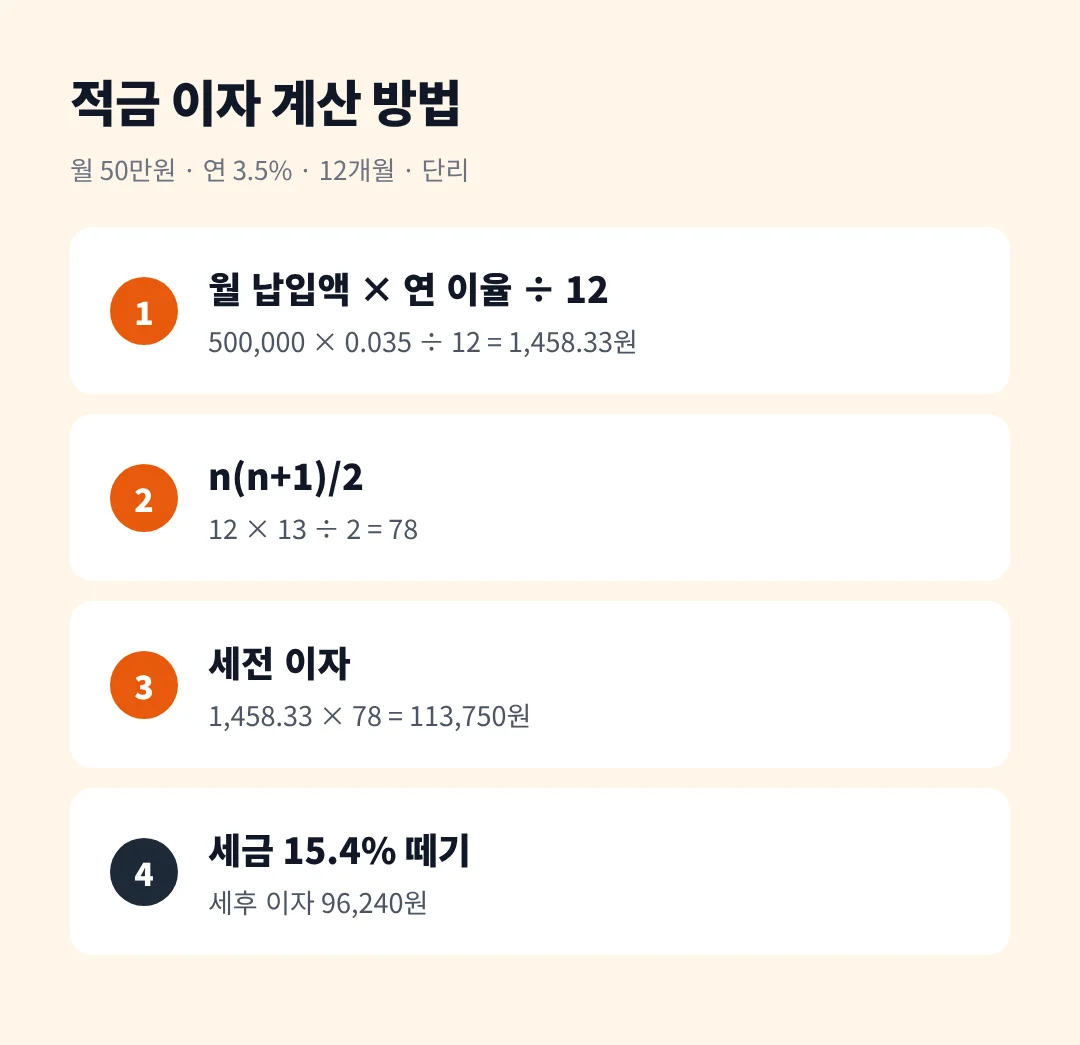 적금 이자 계산 방법
월 50만원 · 연 3.5% · 12개월 · 단리
1
월 납입액 × 연 이율 ÷ 12
500,000 × 0.035 ÷ 12 = 1,458.33원
2
n(n+1)/2
12 × 13 ÷ 2 = 78
3
세전 이자
1,458.33 × 78 = 113,750원
4
세금 15.4% 떼기
세후 이자 96,240원